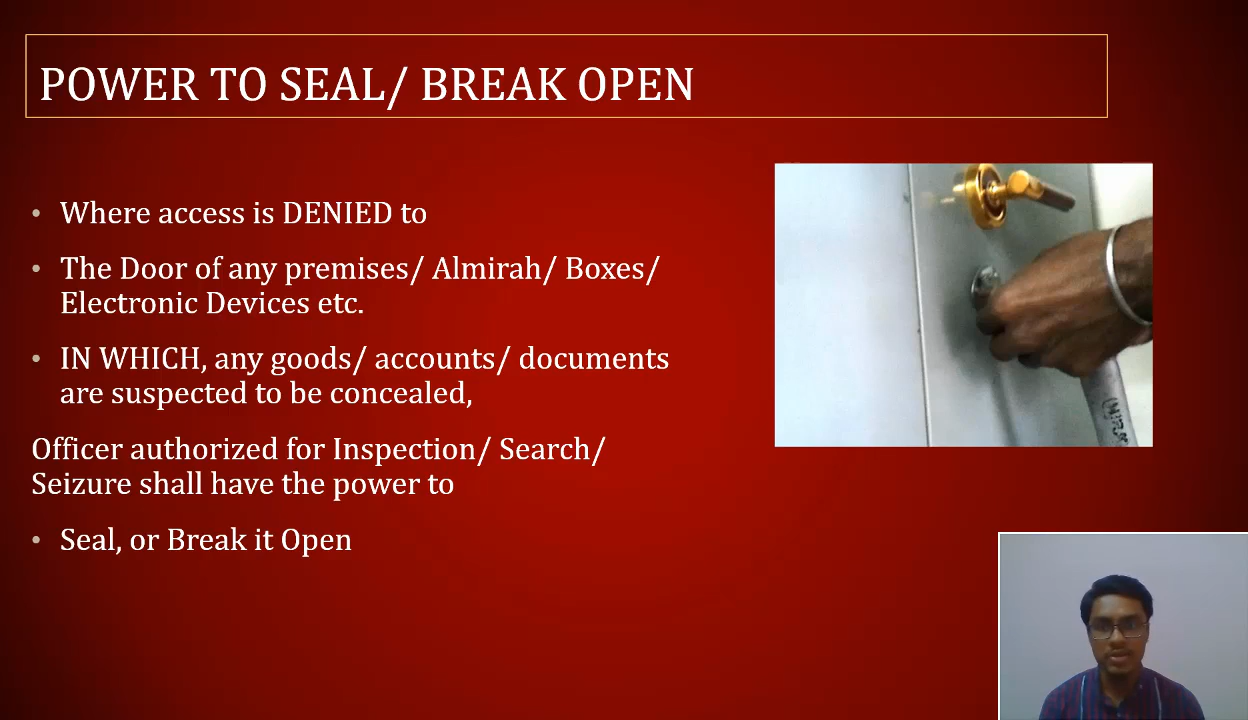 POWER TO SEAL/ BREAK OPEN
• Where access is DENIED to
• The Door of any premises/ Almirah/ Boxes/
Electronic Devices etc.
• IN WHICH, any goods/ accounts/ documents
are suspected to be concealed,
Officer authorized for Inspection/ Search/
Seizure shall have the power to
• Seal, or Break it Open